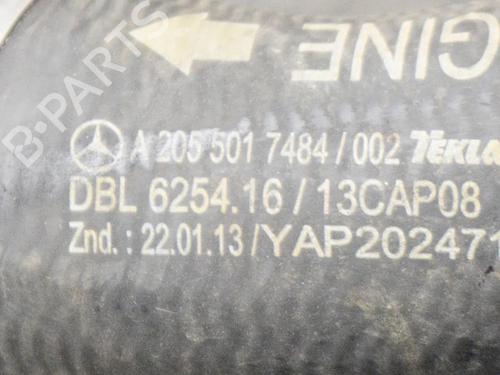 GINE
B-PARTS
A 205 501 7484 / 002 TEKLA
DBL 6254.16 / 13CAP08
Znd. : 22.01.13 / YAP202471